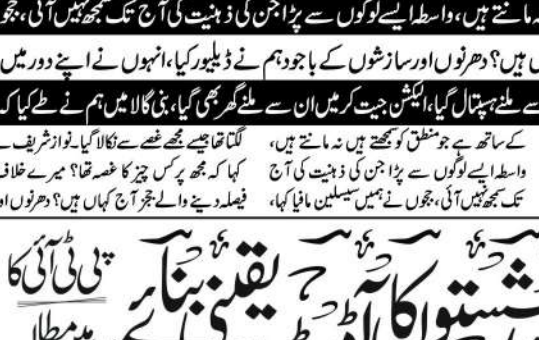 نہ مانتے ہیں، واسطہ ایسے لوگوں سے پڑا جن کی ذہنیت کی آج تک سمجھ نہیں آئی، ججو
ں ہیں؟ دھرنوں اور سازشوں کے باوجود ہم نے ڈیلیور کیا، انہوں نے اپنے دور میں
سے ملنے ہسپتال گیا، الیکشن جیت کر میں ان سے ملنے گھر بھی گیا، بنی گالا میں ہم نے طے کیا کہ
کے ساتھ ہے جو منطق کو سمجھتے ہیں نہ مانتے ہیں،
واسطہ ایسے لوگوں سے پڑا جن کی ذہنیت کی آج
تک سمجھ نہیں آئی، ججوں نے ہمیں سیسلین مافیا کہا،
لگتا تھا جیسے مجھے غصے سے نکالا گیا۔ نواز شریف نے
کہا کہ مجھ پر کس چیز کا غصہ تھا؟ میرے خلاف
فیصلہ دینے والے ججز آج کہاں ہیں؟ دھرنوں او
پی ٹی آئی کا
یقینی بنائے